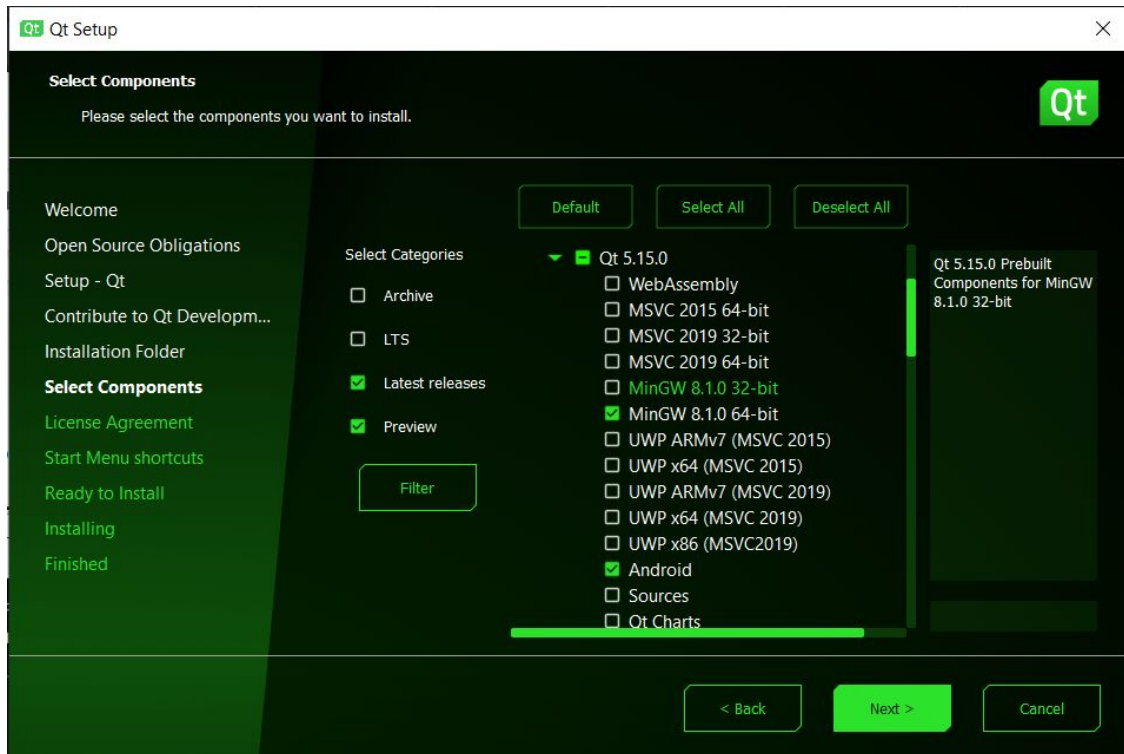 Qt Qt Setup
Select Components
Please select the components you want to install.
Qt
Welcome
Open Source Obligations
Setup - Qt
Contribute to Qt Developm...
Installation Folder
Select Components
License Agreement
Start Menu shortcuts
Ready to Install
Installing
Finished
Select Categories
Archive
LTS
Latest releases
Preview
Filter
Default Select All Deselect All
Qt 5.15.0
WebAssembly
MSVC 2015 64-bit
MSVC 2019 32-bit
MSVC 2019 64-bit
MinGW 8.1.0 32-bit
MinGW 8.1.0 64-bit
UWP ARMv7 (MSVC 2015)
UWP x64 (MSVC 2015)
UWP ARMv7 (MSVC 2019)
UWP x64 (MSVC 2019)
UWP x86 (MSVC2019)
Android
Sources
Qt Charts
Qt 5.15.0 Prebuilt
Components for MinGW
8.1.0 32-bit
< Back Next > Cancel